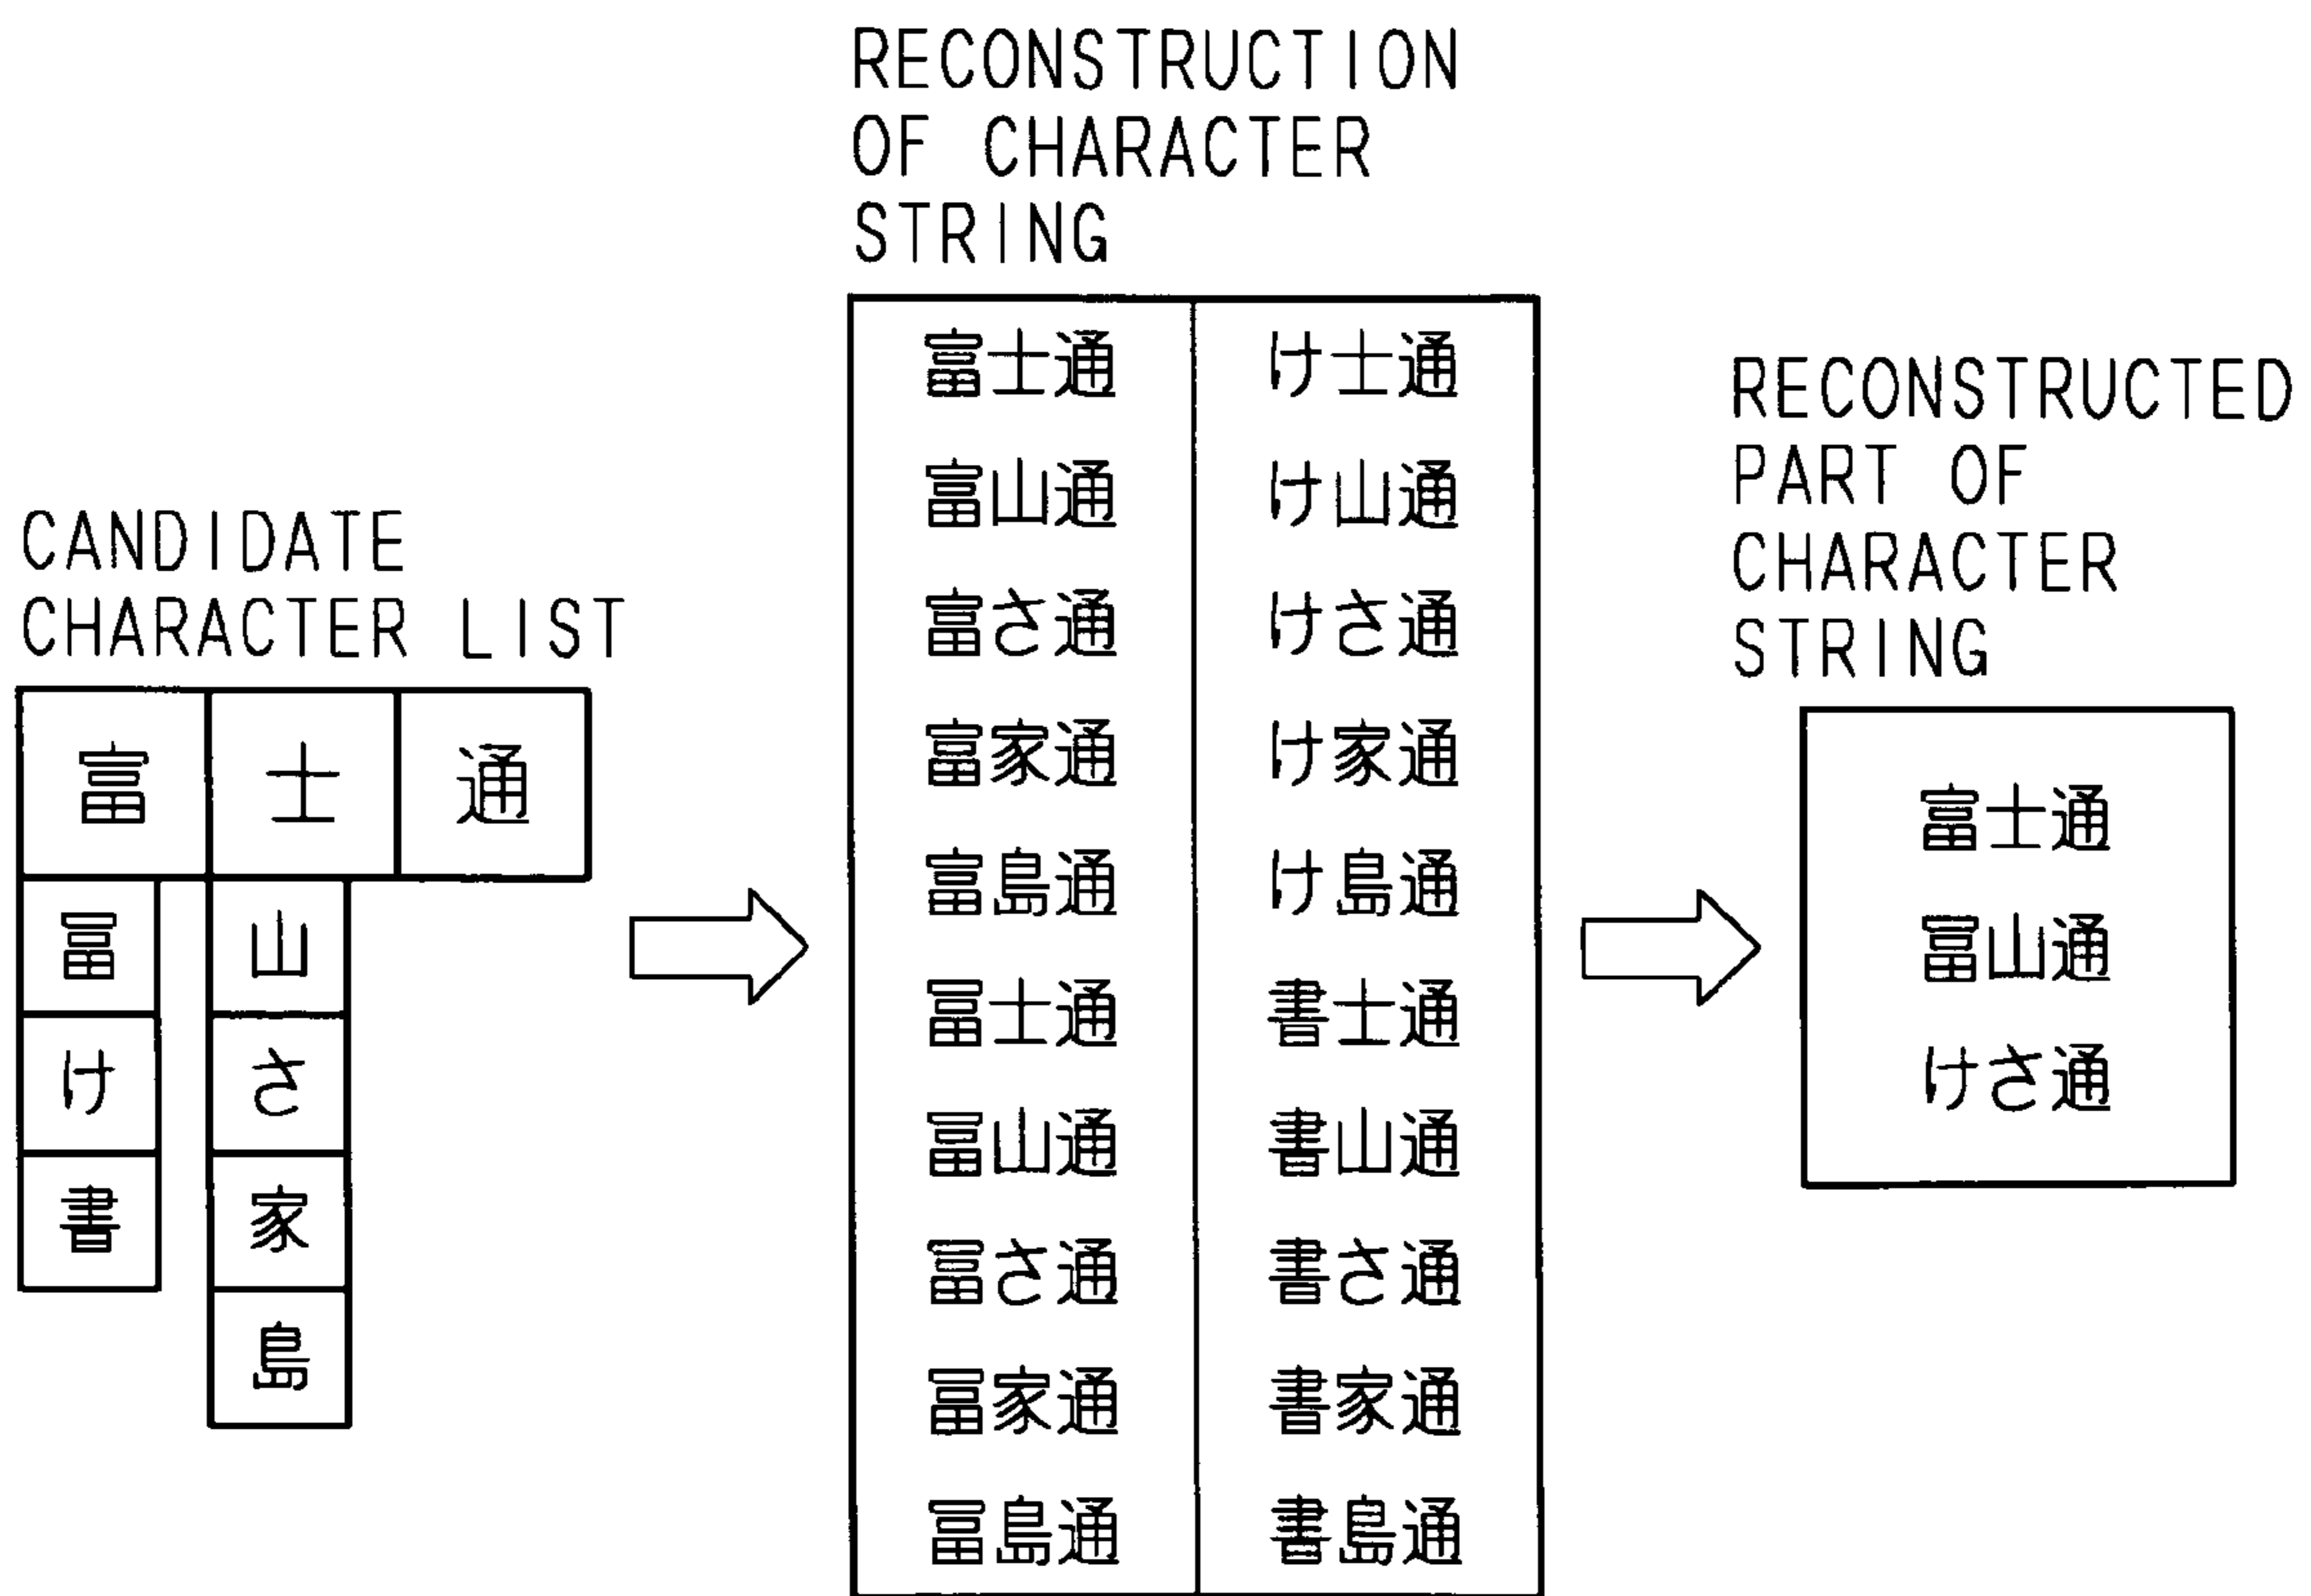 RECONSTRUCTION
OF CHARACTER
STRING
CANDIDATE
CHARACTER LIST
富 士 通
冨 山
け さ
書 家
島
富士通 け士通
富山通 け山通
富さ通 けさ通
富家通 け家通
富島通 け島通
冨士通 書士通
冨山通 書山通
冨さ通 書さ通
冨家通 書家通
冨島通 書島通
RECONSTRUCTED
PART OF
CHARACTER
STRING
富士通
冨山通
けさ通